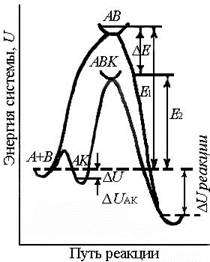 Энергия системы, U
AB
ΔE
ABK
E₁
E₂
A+B
AK
ΔU
ΔU_AK
ΔU реакции
Путь реакции